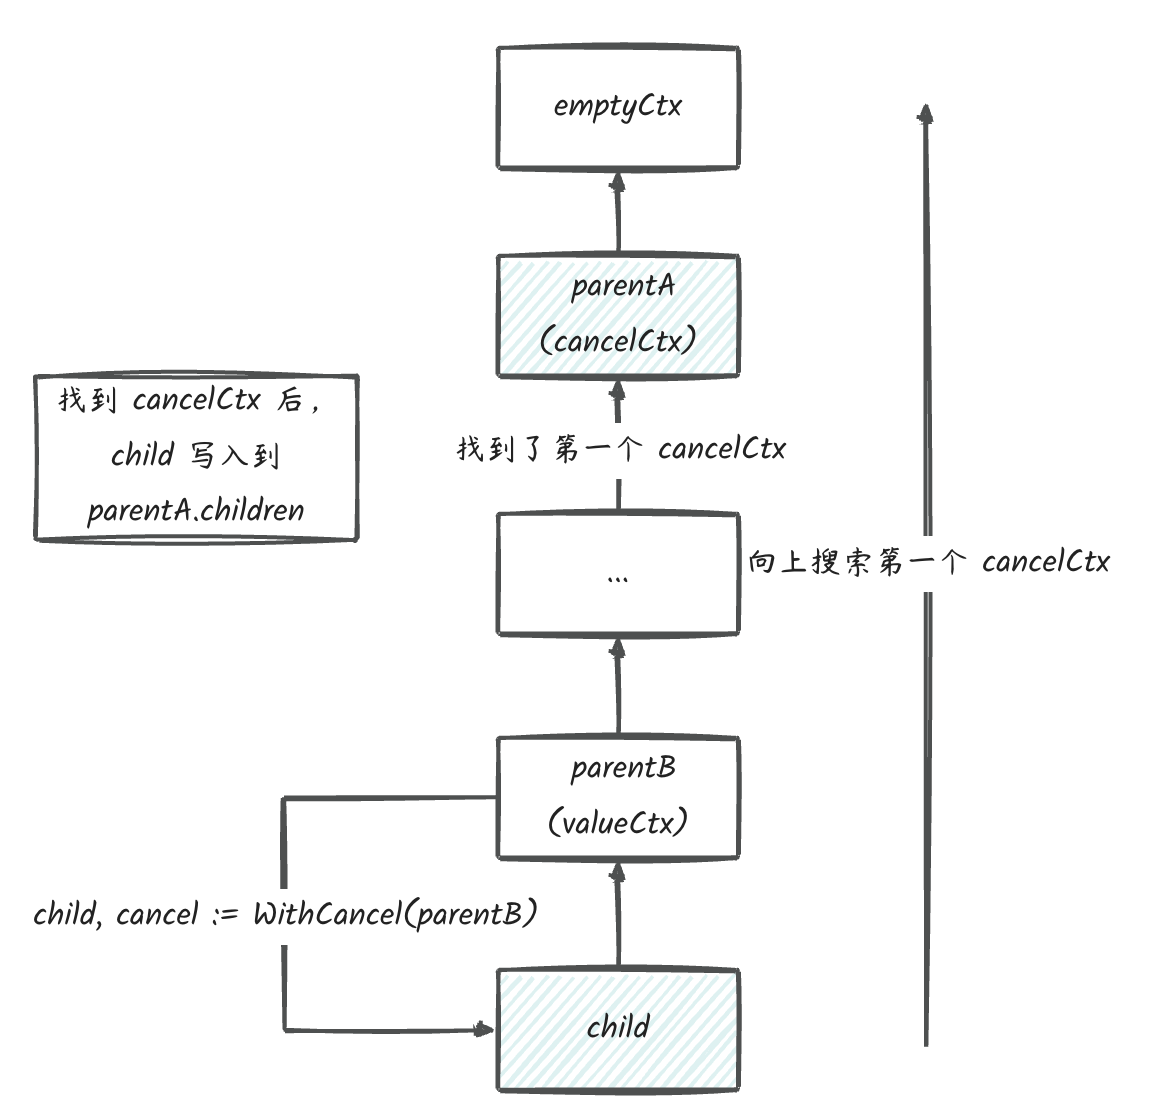 emptyCtx
parentA
(cancelCtx)
找到 cancelCtx 后,
child 写入到
parentA.children
找到了第一个 cancelCtx
...
向上搜索第一个 cancelCtx
parentB
(valueCtx)
child, cancel := WithCancel(parentB)
child